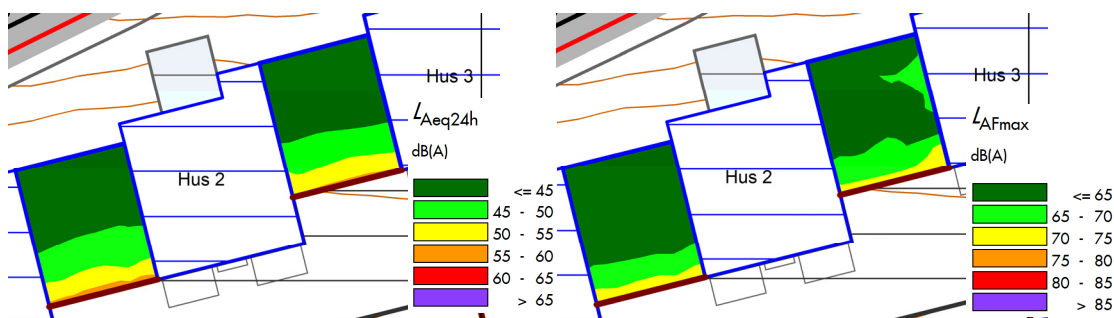 Hus 3
LAeq24h
dB(A)
Hus 2
<= 45
45 - 50
50 - 55
55 - 60
60 - 65
> 65
Hus 3
LAFmax
dB(A)
Hus 2
<= 65
65 - 70
70 - 75
75 - 80
80 - 85
> 85